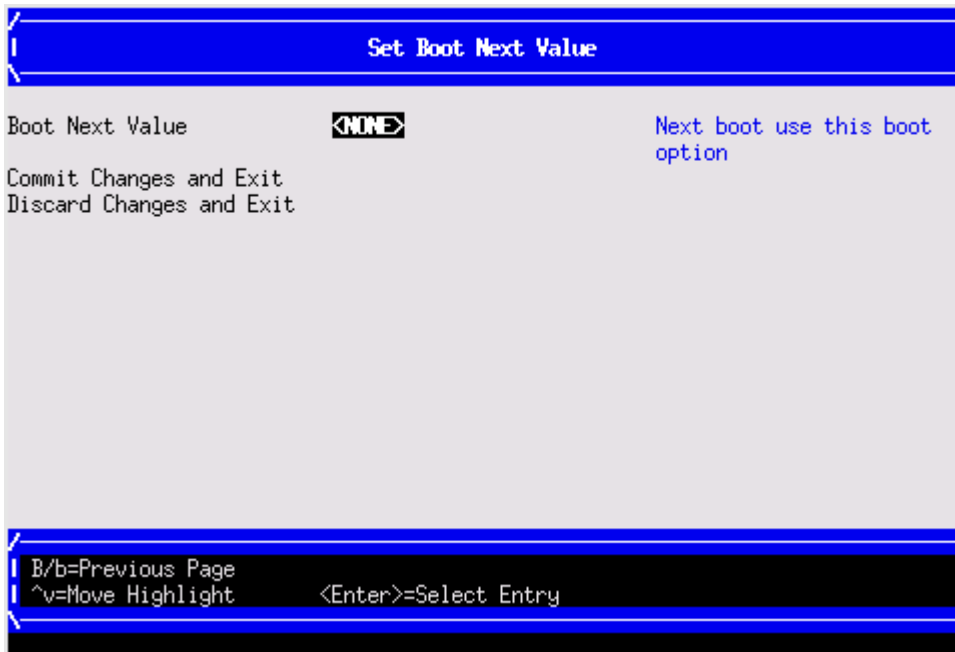 Set Boot Next Value
Boot Next Value <NONE> Next boot use this boot
option
Commit Changes and Exit
Discard Changes and Exit
B/b=Previous Page
^v=Move Highlight <Enter>=Select Entry